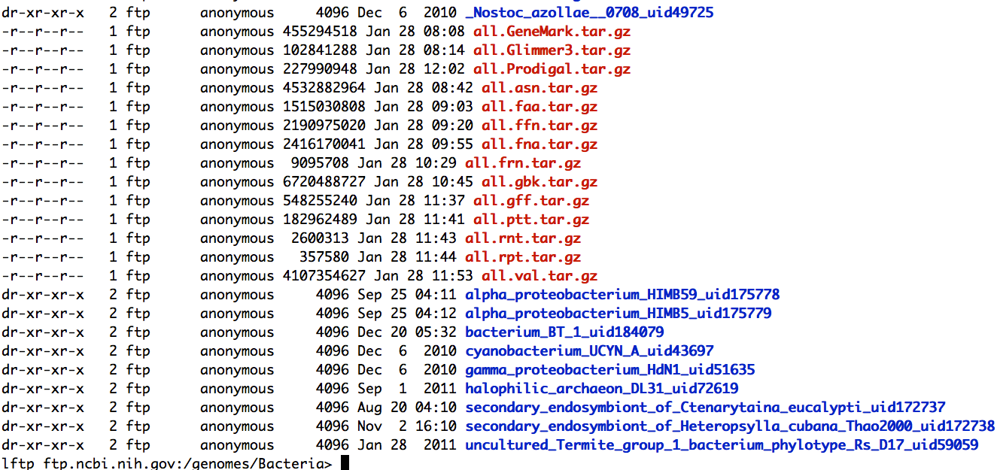 dr-xr-xr-x   2 ftp      anonymous     4096 Dec  6  2010 _Nostoc_azollae__0708_uid49725
-r--r--r--   1 ftp      anonymous 455294518 Jan 28 08:08 all.GeneMark.tar.gz
-r--r--r--   1 ftp      anonymous 102841288 Jan 28 08:14 all.Glimmer3.tar.gz
-r--r--r--   1 ftp      anonymous 227990948 Jan 28 12:02 all.Prodigal.tar.gz
-r--r--r--   1 ftp      anonymous 4532882964 Jan 28 08:42 all.asn.tar.gz
-r--r--r--   1 ftp      anonymous 1515030808 Jan 28 09:03 all.faa.tar.gz
-r--r--r--   1 ftp      anonymous 2190975020 Jan 28 09:20 all.ffn.tar.gz
-r--r--r--   1 ftp      anonymous 2416170041 Jan 28 09:55 all.fna.tar.gz
-r--r--r--   1 ftp      anonymous  9095708 Jan 28 10:29 all.frn.tar.gz
-r--r--r--   1 ftp      anonymous 6720488727 Jan 28 10:45 all.gbk.tar.gz
-r--r--r--   1 ftp      anonymous 548255240 Jan 28 11:37 all.gff.tar.gz
-r--r--r--   1 ftp      anonymous 182962489 Jan 28 11:41 all.ptt.tar.gz
-r--r--r--   1 ftp      anonymous  2600313 Jan 28 11:43 all.rnt.tar.gz
-r--r--r--   1 ftp      anonymous   357580 Jan 28 11:44 all.rpt.tar.gz
-r--r--r--   1 ftp      anonymous 4107354627 Jan 28 11:53 all.val.tar.gz
dr-xr-xr-x   2 ftp      anonymous     4096 Sep 25 04:11 alpha_proteobacterium_HIMB59_uid175778
dr-xr-xr-x   2 ftp      anonymous     4096 Sep 25 04:12 alpha_proteobacterium_HIMB5_uid175779
dr-xr-xr-x   2 ftp      anonymous     4096 Dec 20 05:32 bacterium_BT_1_uid184079
dr-xr-xr-x   2 ftp      anonymous     4096 Dec  6  2010 cyanobacterium_UCYN_A_uid43697
dr-xr-xr-x   2 ftp      anonymous     4096 Dec  6  2010 gamma_proteobacterium_HdN1_uid51635
dr-xr-xr-x   2 ftp      anonymous     4096 Sep  1  2011 halophilic_archaeon_DL31_uid72619
dr-xr-xr-x   2 ftp      anonymous     4096 Aug 20 04:10 secondary_endosymbiont_of_Ctenarytaina_eucalypti_uid172737
dr-xr-xr-x   2 ftp      anonymous     4096 Nov  2 16:10 secondary_endosymbiont_of_Heteropsylla_cubana_Thao2000_uid172738
dr-xr-xr-x   2 ftp      anonymous     4096 Jan 28  2011 uncultured_Termite_group_1_bacterium_phylotype_Rs_D17_uid59059
lftp ftp.ncbi.nih.gov:/genomes/Bacteria>